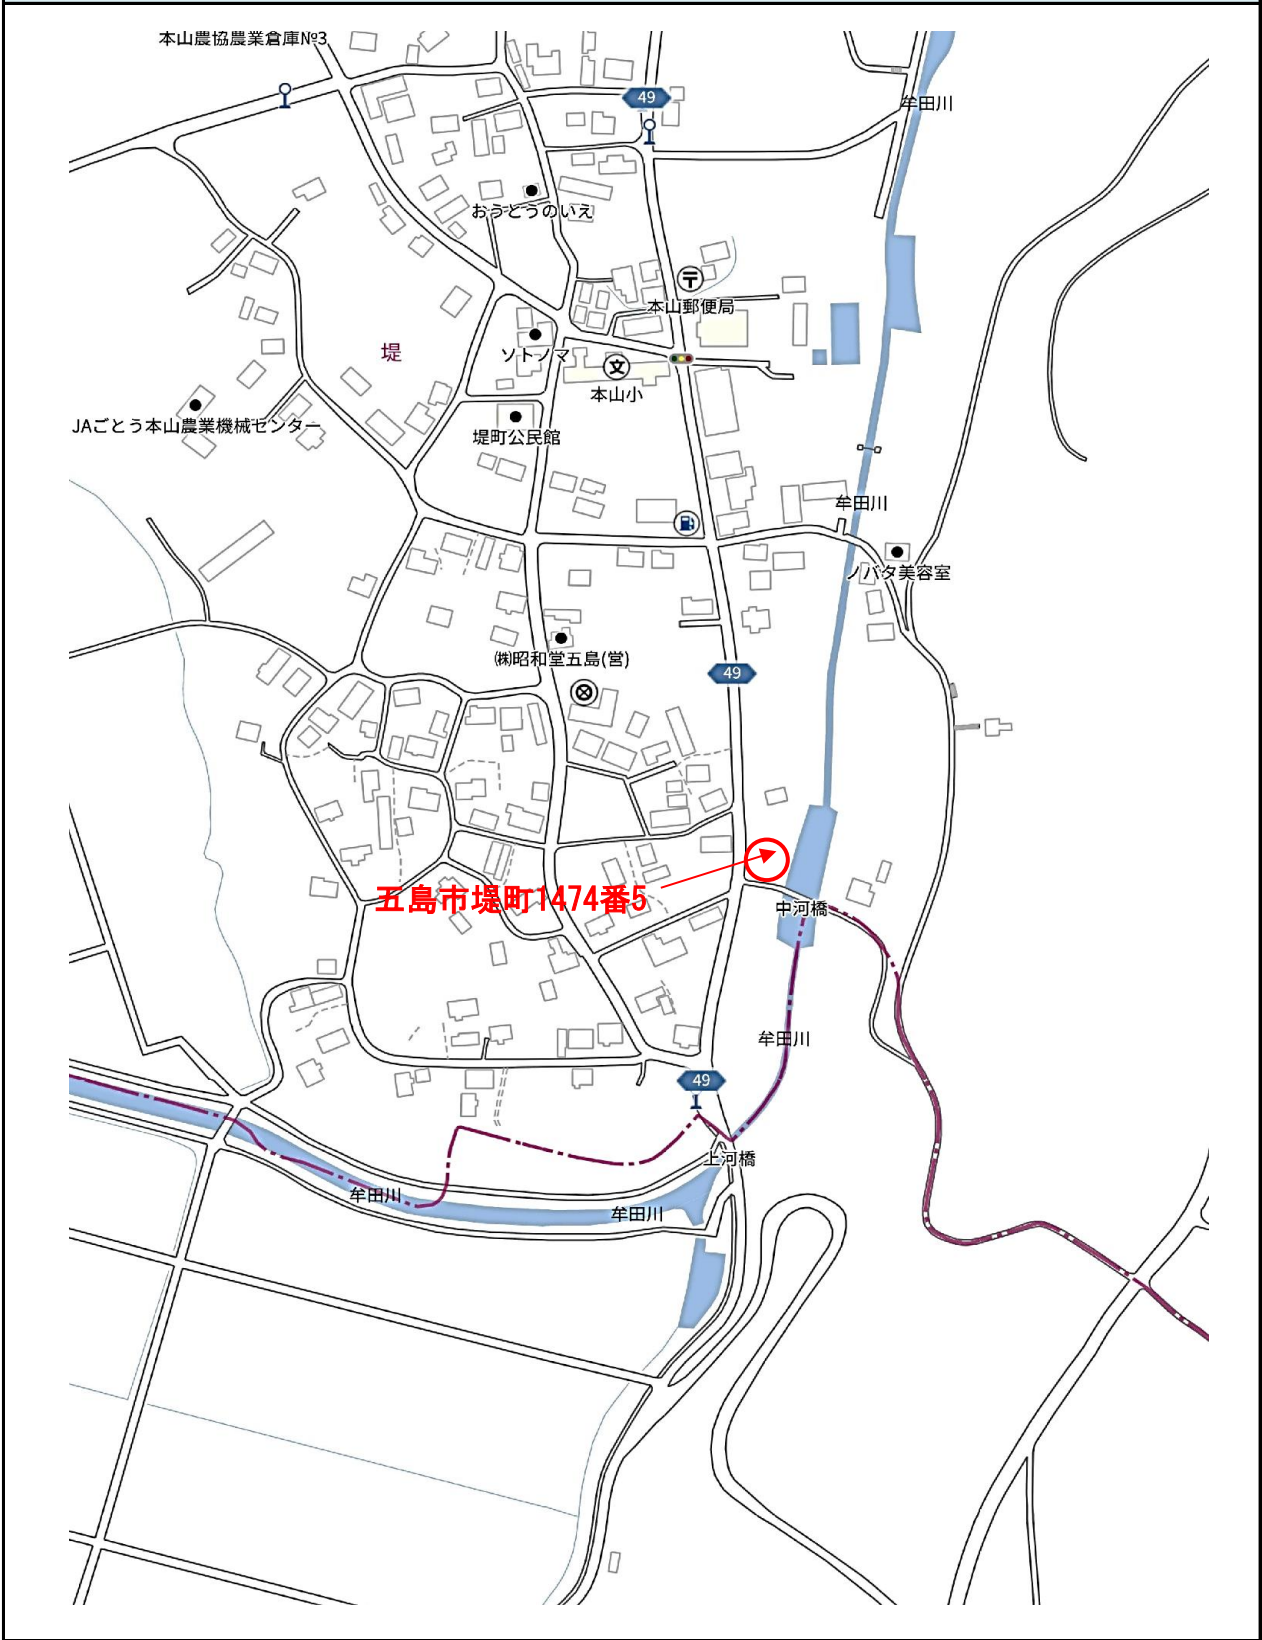 本山農協農業倉庫№3
49
牟田川
おうとうのいえ
本山郵便局
ソトノマ
堤
文
本山小
JAごとう本山農業機械センター
堤町公民館
牟田川
ノバタ美容室
㈱昭和堂五島(営)
49
五島市堤町1474番5
中河橋
牟田川
49
上河橋
牟田川
牟田川